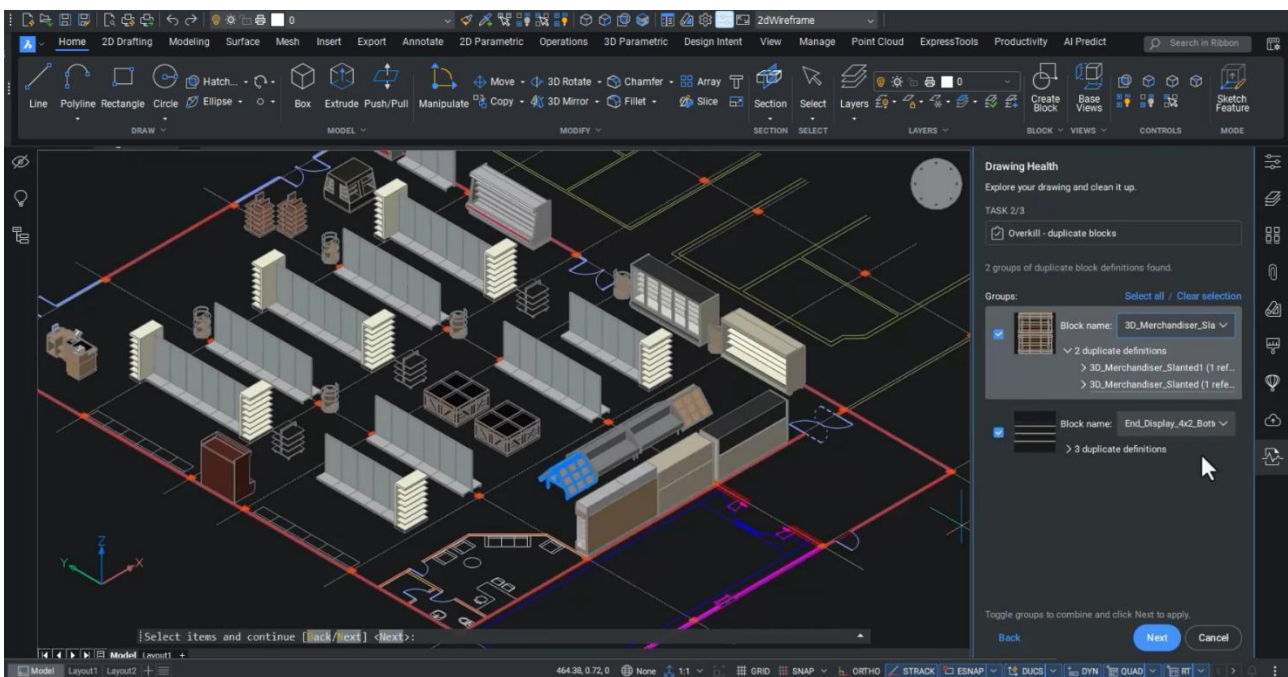 0 2dWireframe
Home 2D Drafting Modeling Surface Mesh Insert Export Annotate 2D Parametric Operations 3D Parametric Design Intent View Manage Point Cloud ExpressTools Productivity AI Predict Search in Ribbon
Hatch... Move 3D Rotate Chamfer Array 0
Line Polyline Rectangle Circle Ellipse Box Extrude Push/Pull Manipulate Copy 3D Mirror Fillet Slice Section Select Layers Create Block Base Views Sketch Feature
DRAW MODEL MODIFY SECTION SELECT LAYERS BLOCK VIEWS CONTROLS MODE
Drawing Health
Explore your drawing and clean it up.
TASK 2/3
Overkill - duplicate blocks
2 groups of duplicate block definitions found.
Groups: Select all / Clear selection
Block name: 3D_Merchandiser_Sla
2 duplicate definitions
3D_Merchandiser_Slanted1 (1 ref...
3D_Merchandiser_Slanted (1 refe...
Block name: End_Display_4x2_Both
3 duplicate definitions
Z
Y X
Toggle groups to combine and click Next to apply.
Back Next Cancel
:Select items and continue [Back/Next] <Next>:
Model Layout1 Layout2 +
Model Layout1 Layout2 + 464.38, 0.72, 0 None 1:1 GRID SNAP ORTHO STRACK ESNAP DUCS DYN QUAD RT